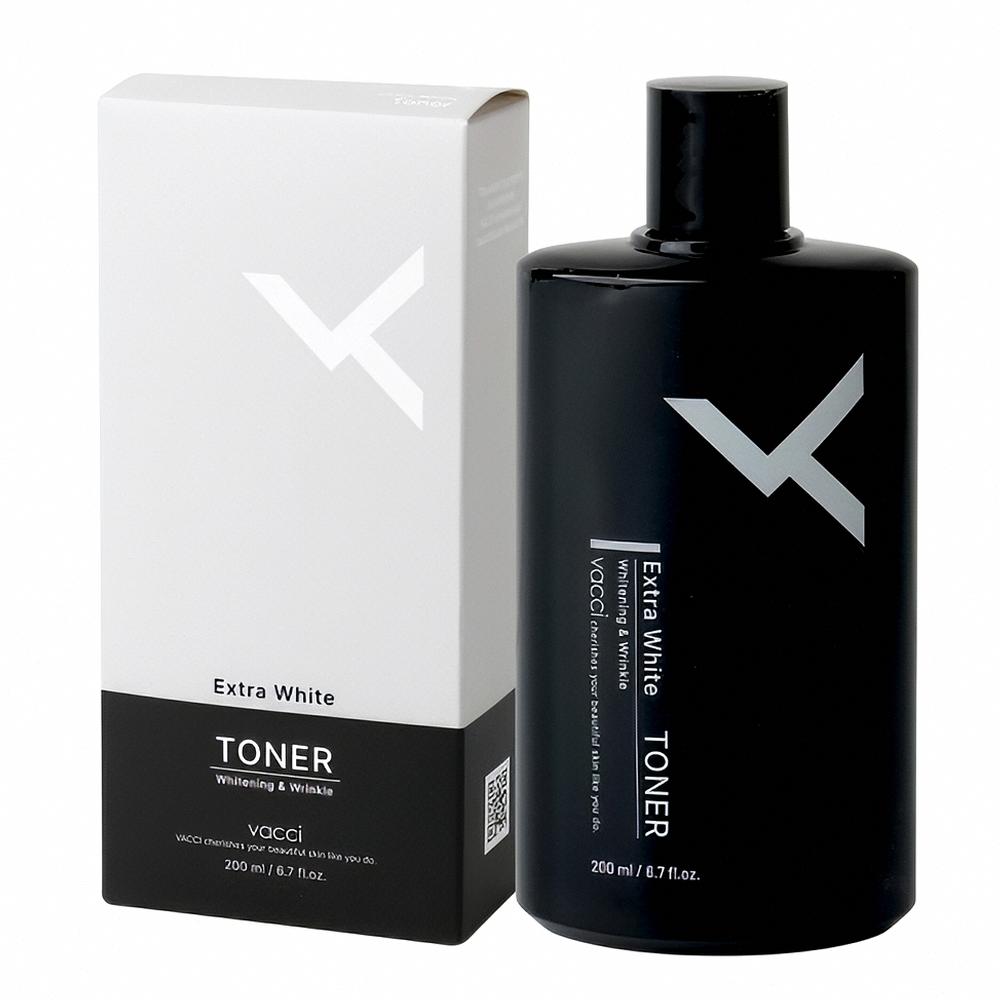 Extra White
TONER
Whitening & Wrinkle
vacci
VACCI cherishes your beautiful skin like you do.
200 ml / 6.7 fl.oz.
Extra White TONER
Whitening & Wrinkle
vacci cherishes your beautiful skin like you do.
200 ml / 6.7 fl.oz.